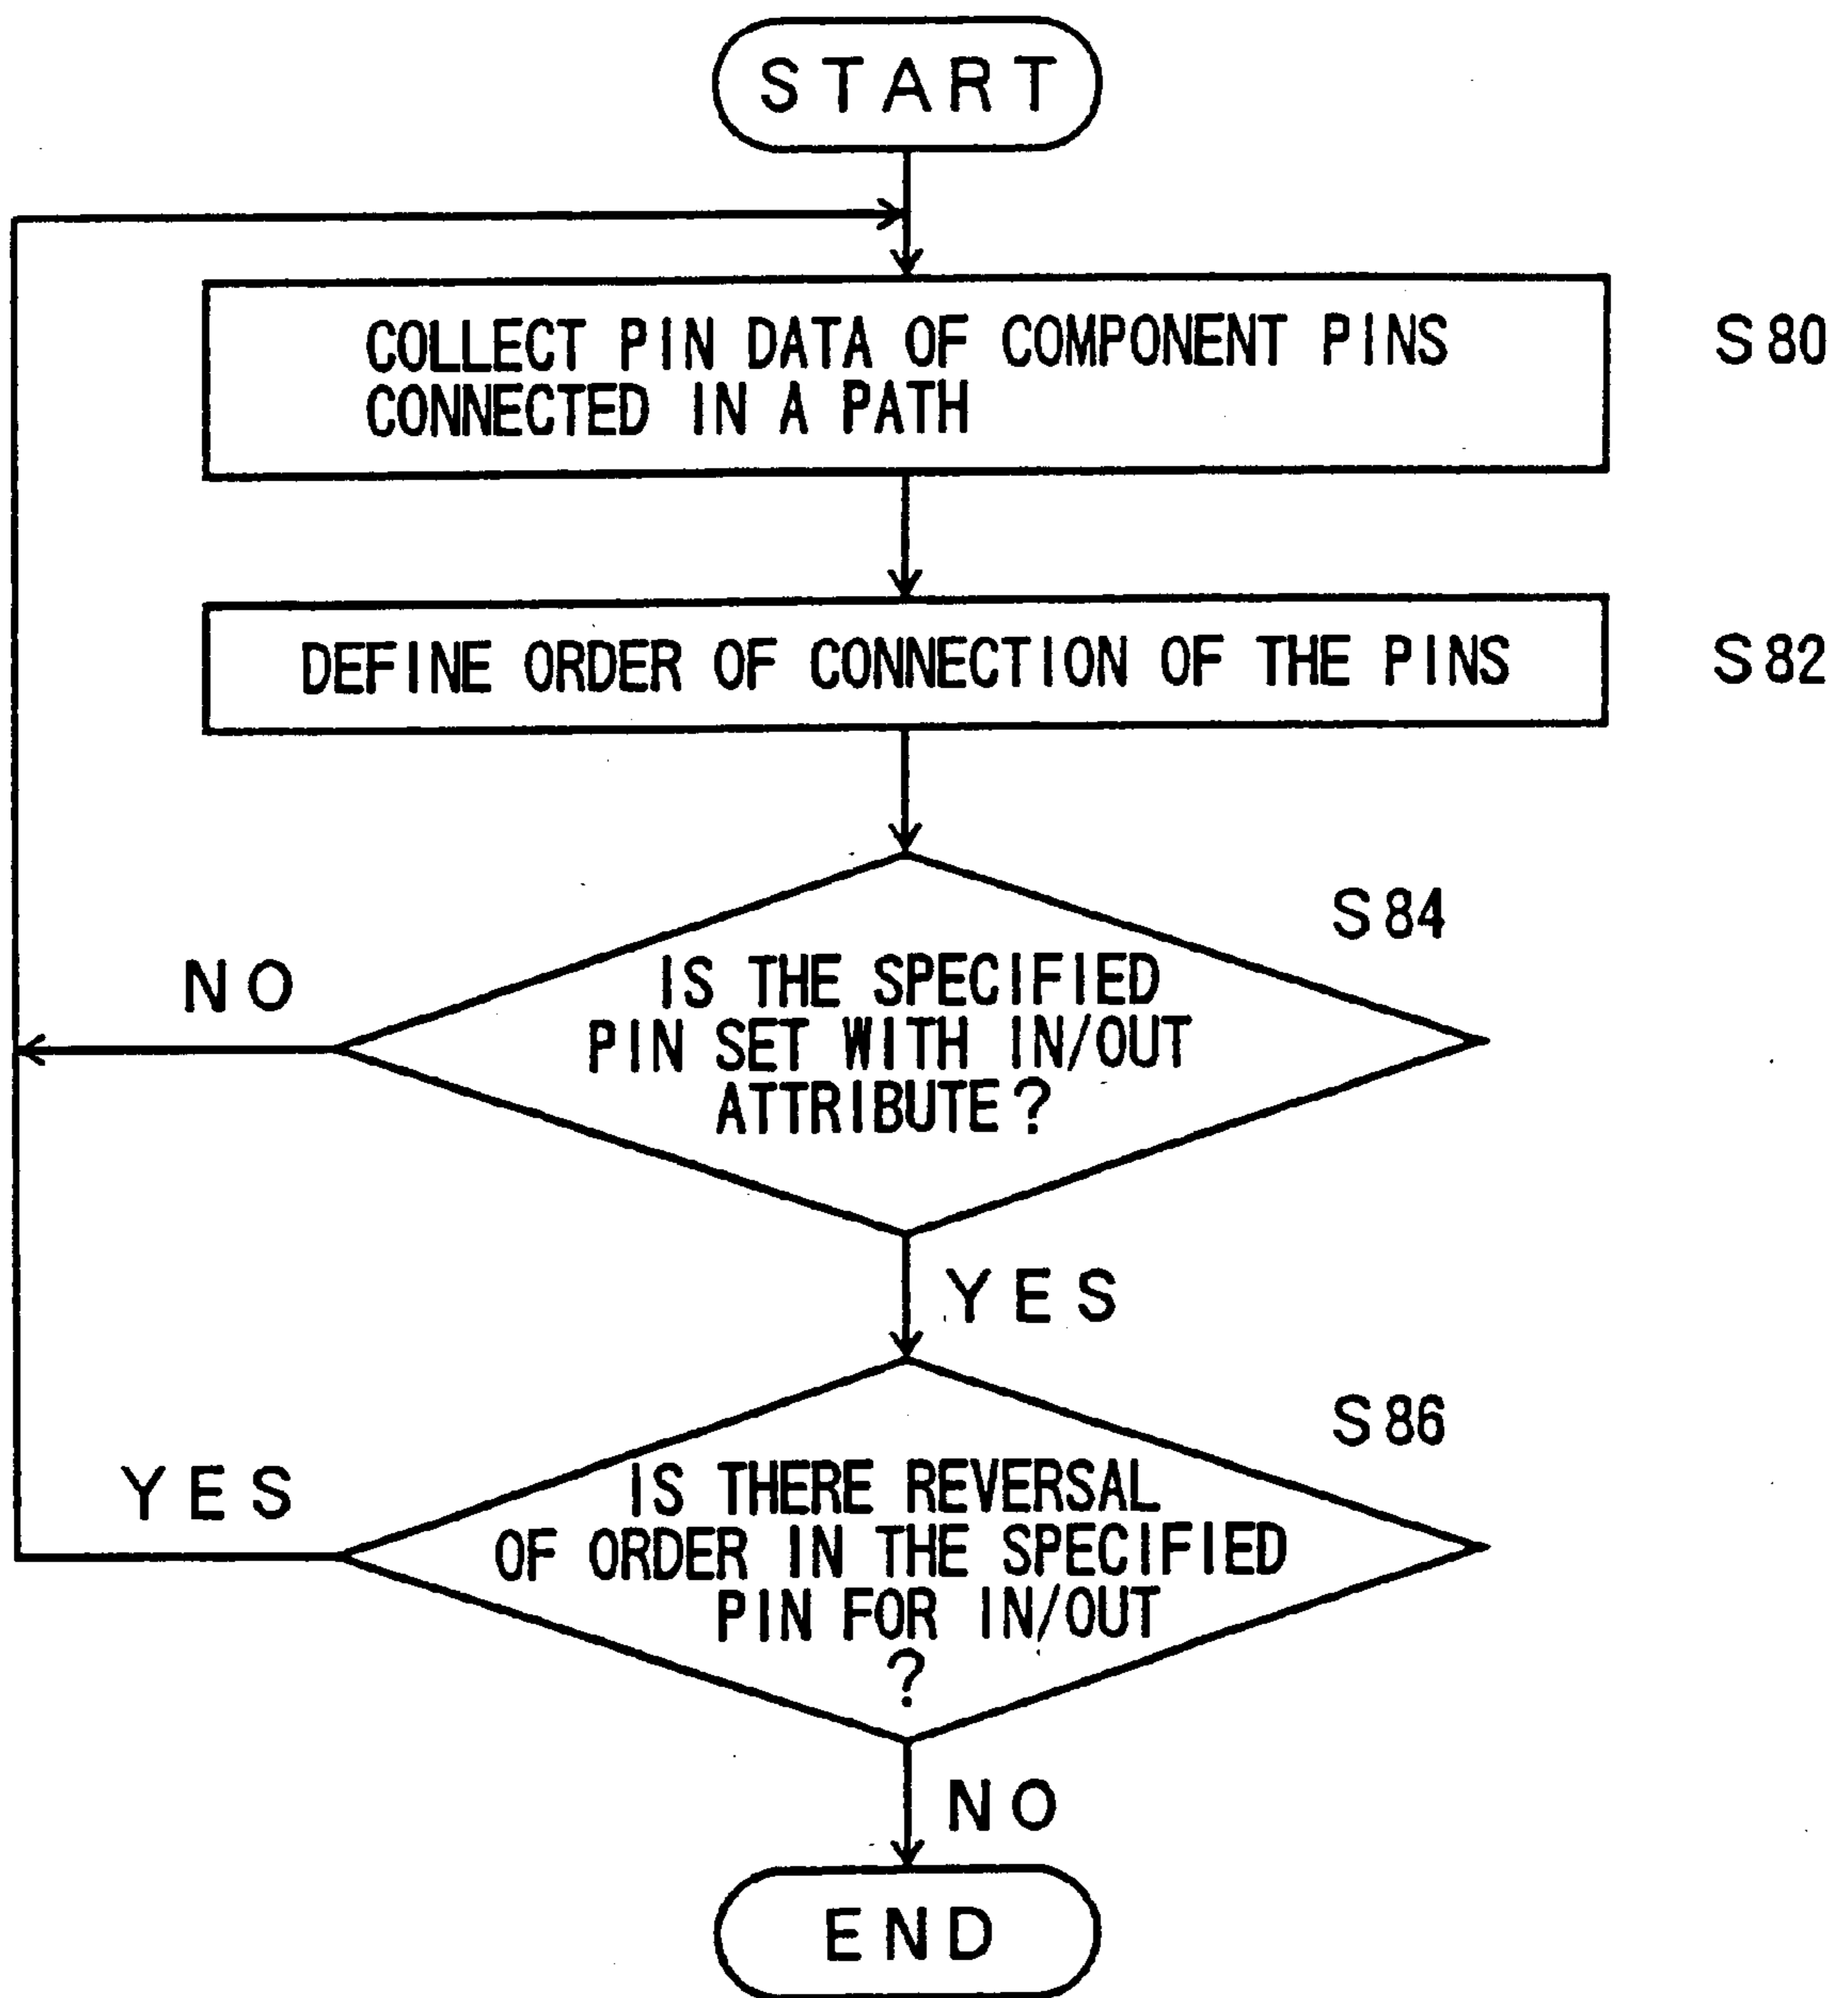 START
COLLECT PIN DATA OF COMPONENT PINS
CONNECTED IN A PATH
S80
DEFINE ORDER OF CONNECTION OF THE PINS
S82
S84
IS THE SPECIFIED
PIN SET WITH IN/OUT
ATTRIBUTE?
NO
YES
S86
IS THERE REVERSAL
OF ORDER IN THE SPECIFIED
PIN FOR IN/OUT
?
YES
NO
END